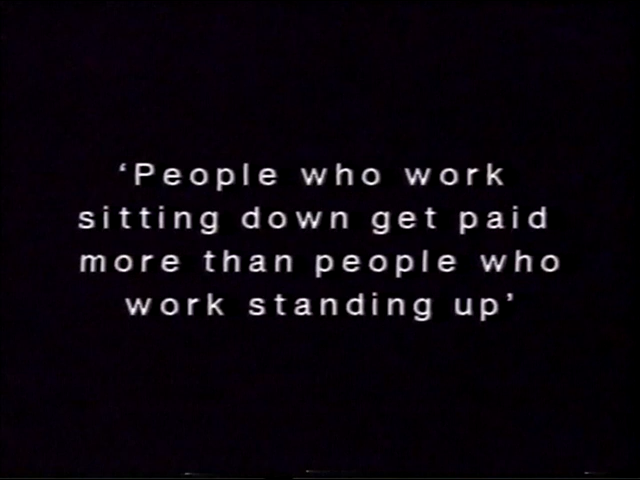 ‘People who work
sitting down get paid
more than people who
work standing up’